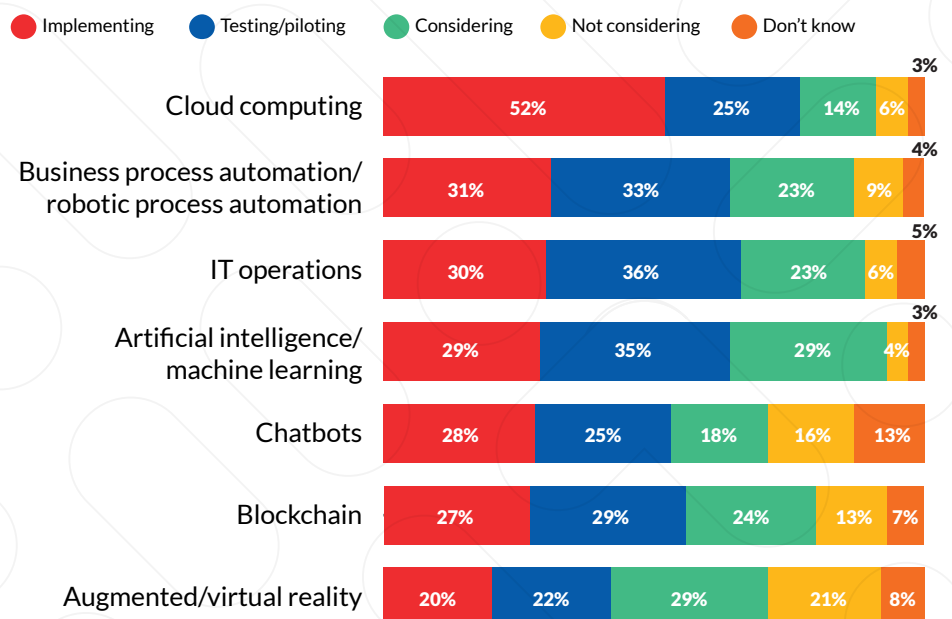 Implementing Testing/piloting Considering Not considering Don't know
3%
Cloud computing 52% 25% 14% 6%
4%
Business process automation/
robotic process automation 31% 33% 23% 9%
5%
IT operations 30% 36% 23% 6%
3%
Artificial intelligence/
machine learning 29% 35% 29% 4%
Chatbots 28% 25% 18% 16% 13%
Blockchain 27% 29% 24% 13% 7%
Augmented/virtual reality 20% 22% 29% 21% 8%